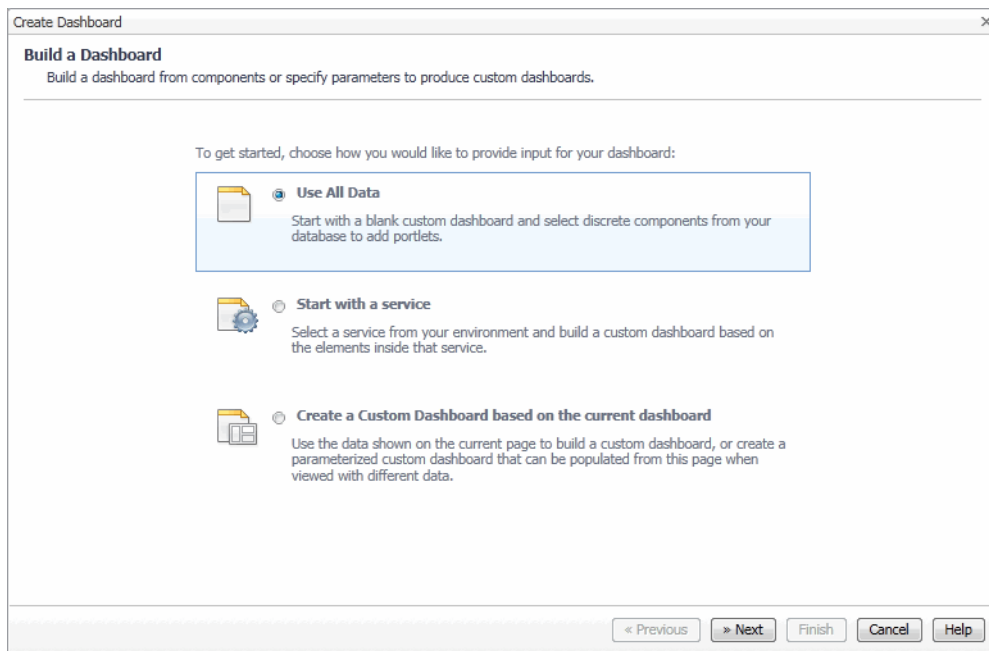 Create Dashboard
Build a Dashboard
Build a dashboard from components or specify parameters to produce custom dashboards.
To get started, choose how you would like to provide input for your dashboard:
Use All Data
Start with a blank custom dashboard and select discrete components from your
database to add portlets.
Start with a service
Select a service from your environment and build a custom dashboard based on
the elements inside that service.
Create a Custom Dashboard based on the current dashboard
Use the data shown on the current page to build a custom dashboard, or create a
parameterized custom dashboard that can be populated from this page when
viewed with different data.
« Previous » Next Finish Cancel Help